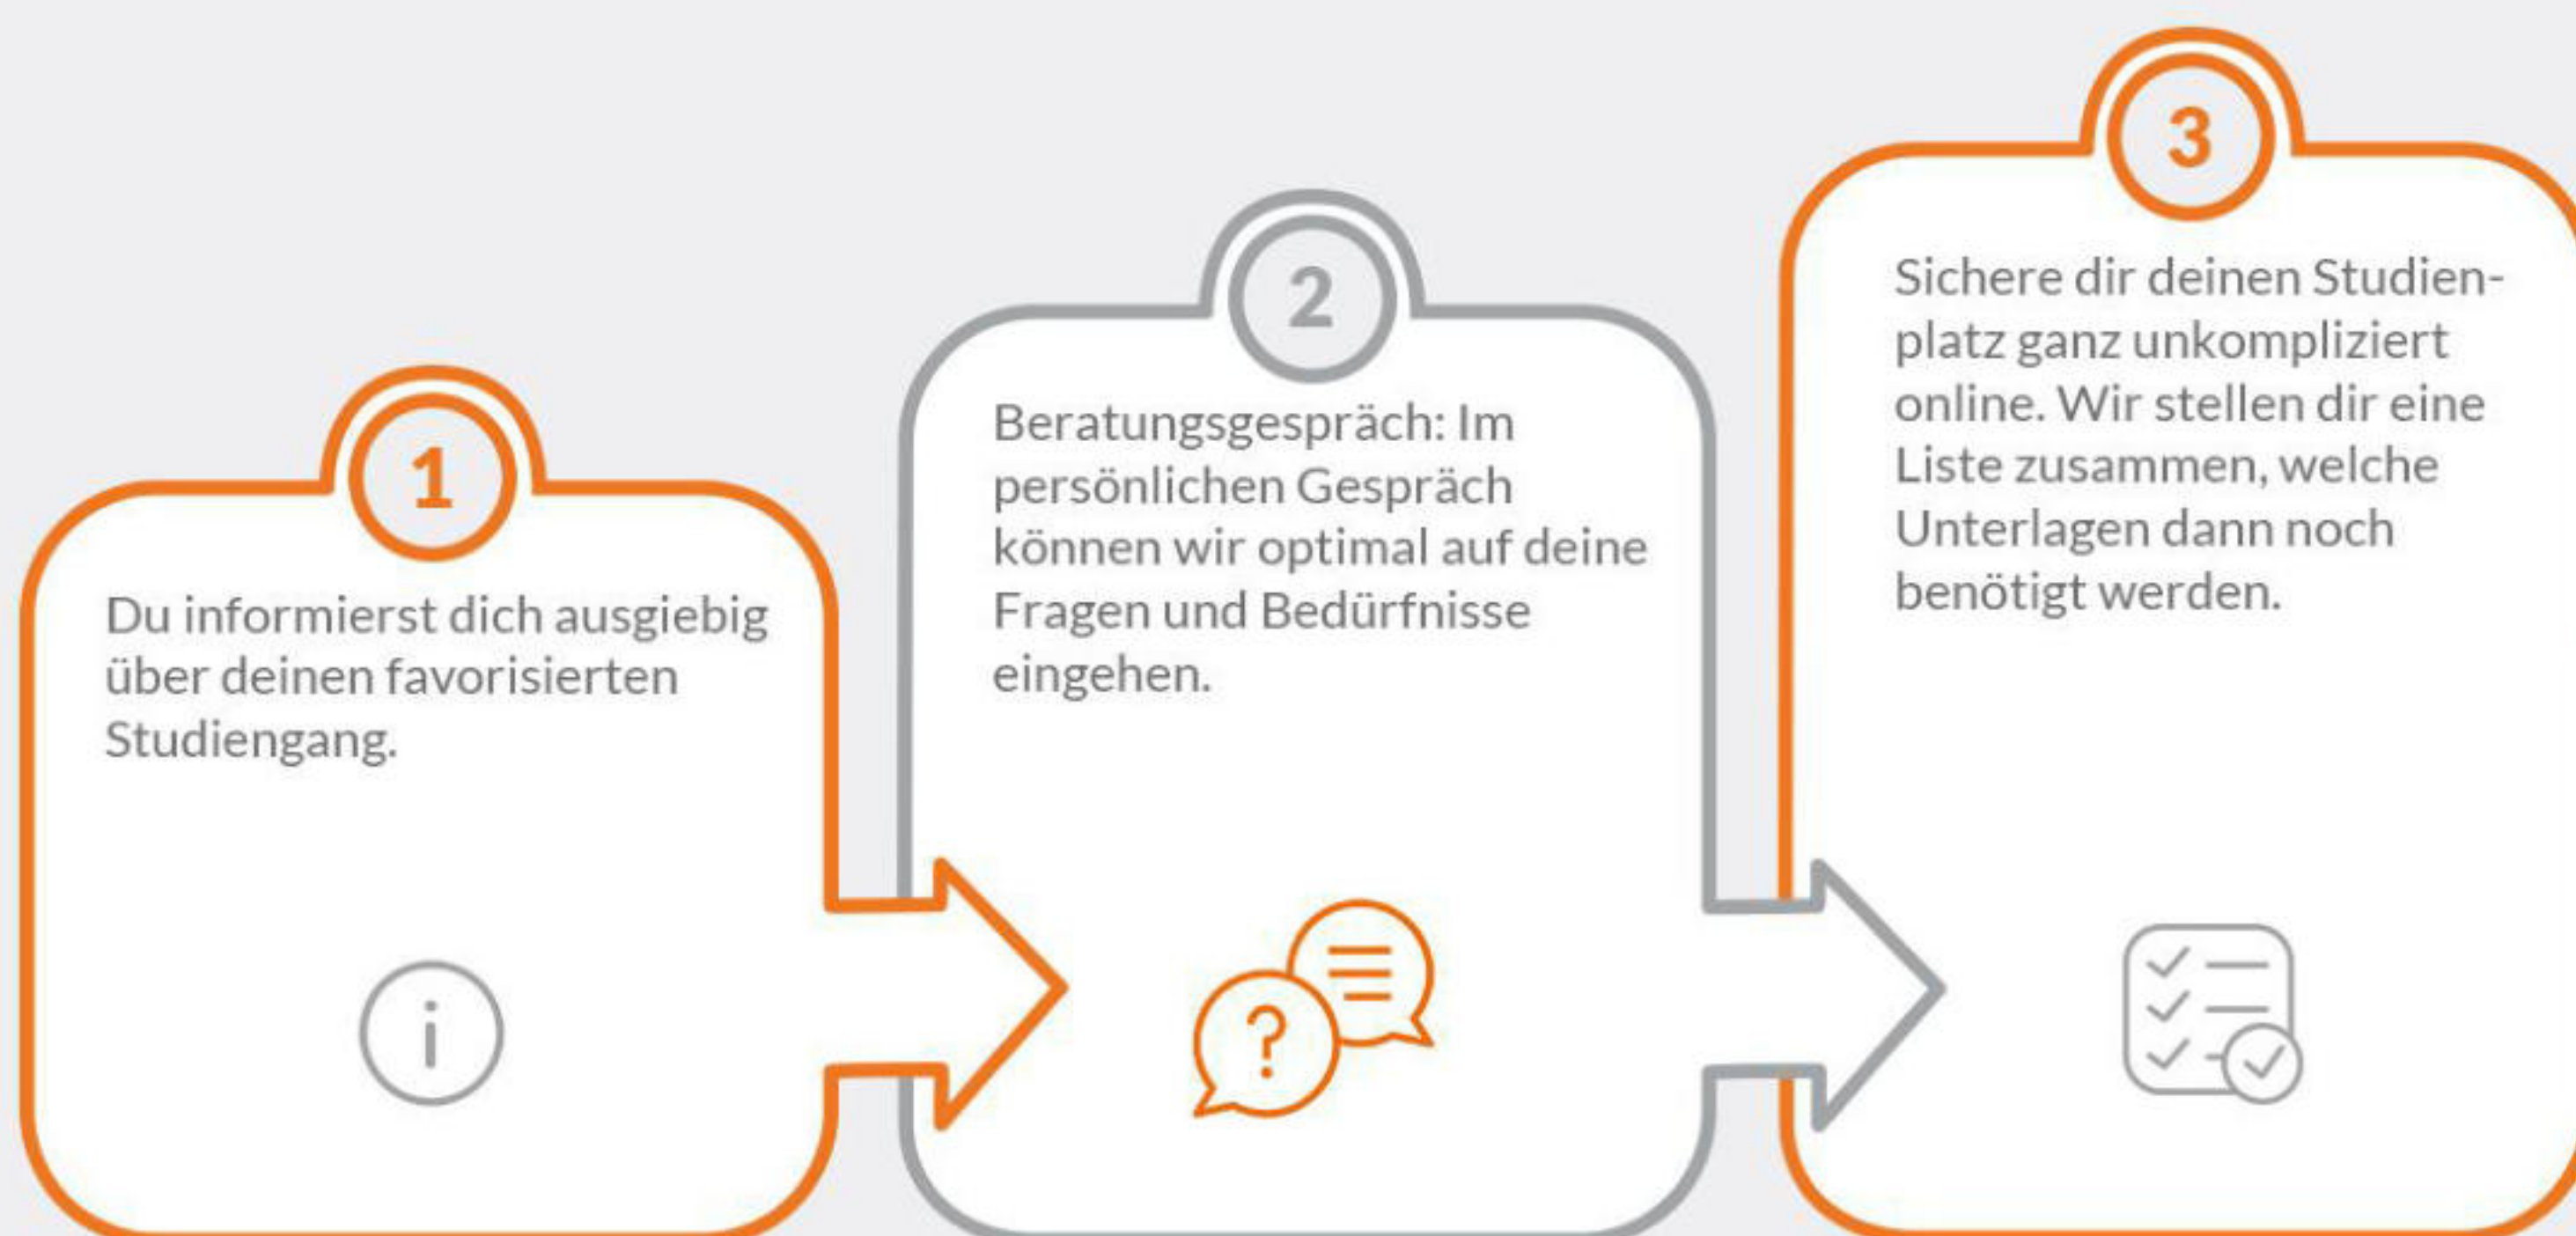 1
Du informierst dich ausgiebig
über deinen favorisierten
Studiengang.
i
2
Beratungsgespräch: Im
persönlichen Gespräch
können wir optimal auf deine
Fragen und Bedürfnisse
eingehen.
?
3
Sichere dir deinen Studien-
platz ganz unkompliziert
online. Wir stellen dir eine
Liste zusammen, welche
Unterlagen dann noch
benötigt werden.